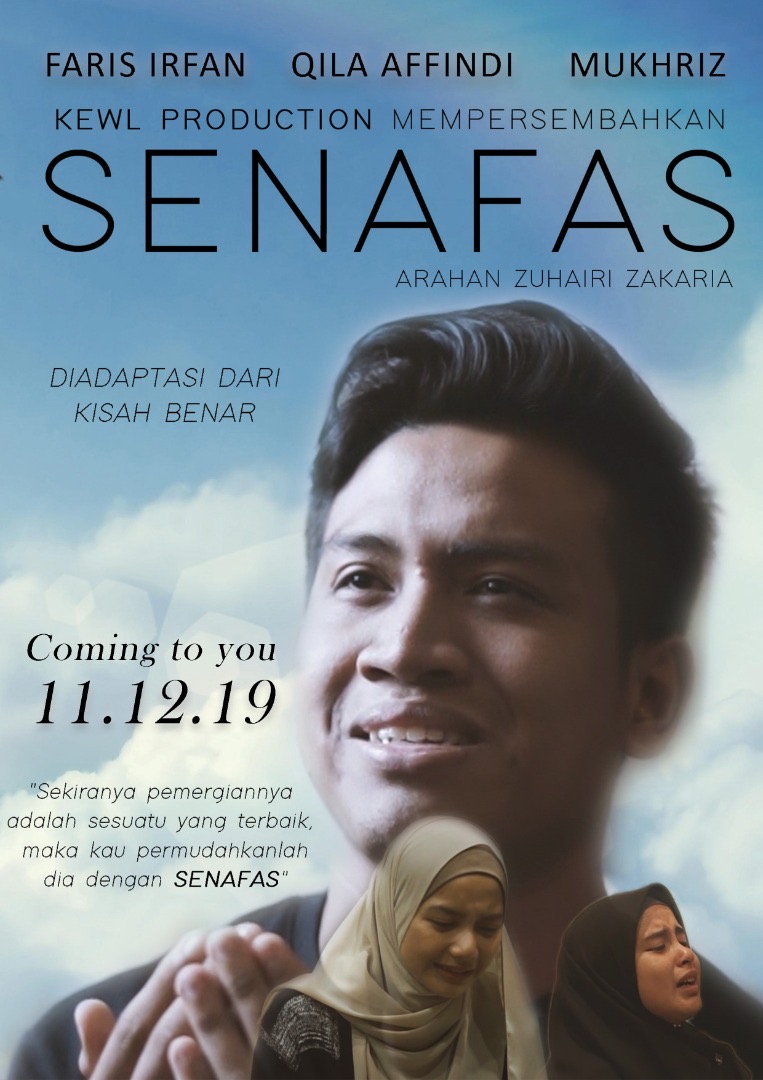 FARIS IRFAN QILA AFFINDI MUKHRIZ
KEWL PRODUCTION MEMPERSEMBAHKAN
SENAFAS
ARAHAN ZUHAIRI ZAKARIA
DIADAPTASI DARI
KISAH BENAR
Coming to you
11.12.19
"Sekiranya pemergiannya
adalah sesuatu yang terbaik,
maka kau permudahkanlah
dia dengan SENAFAS"